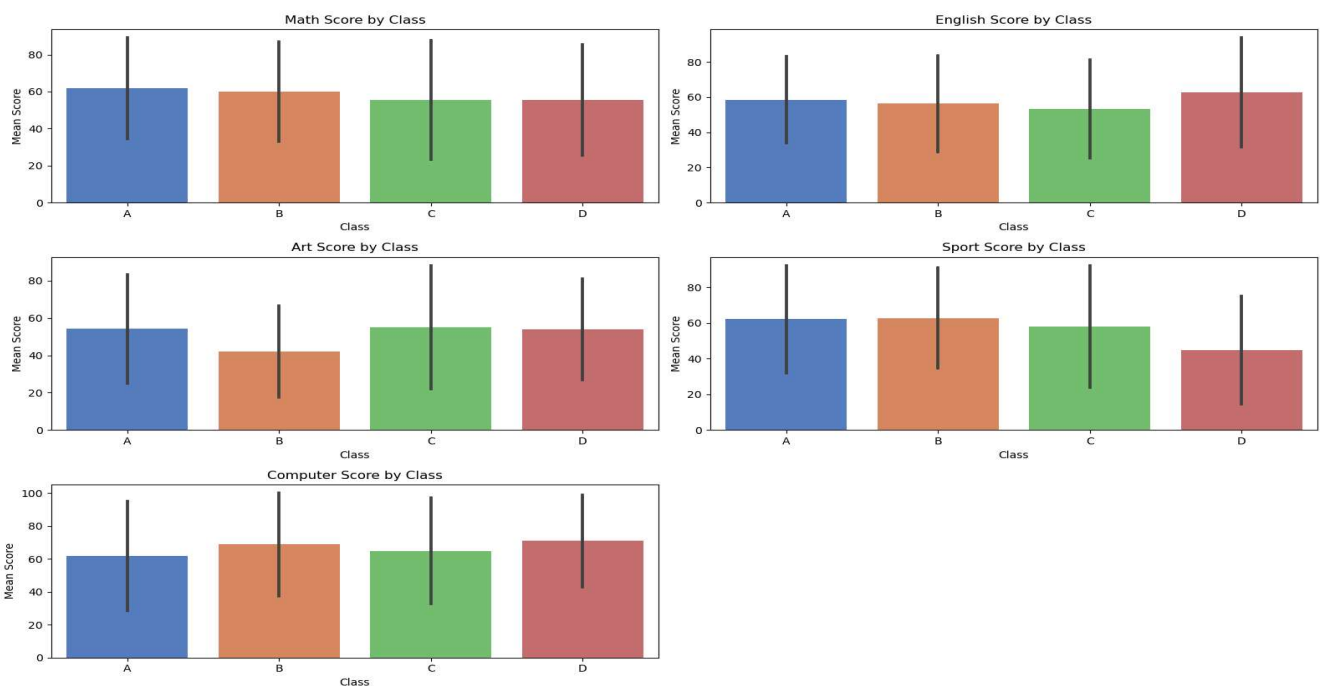 Math Score by Class
80
60
40
20
0
Mean Score
A B C D
Class
English Score by Class
80
60
40
20
0
Mean Score
A B C D
Class
Art Score by Class
80
60
40
20
0
Mean Score
A B C D
Class
Sport Score by Class
80
60
40
20
0
Mean Score
A B C D
Class
Computer Score by Class
100
80
60
40
20
0
Mean Score
A B C D
Class